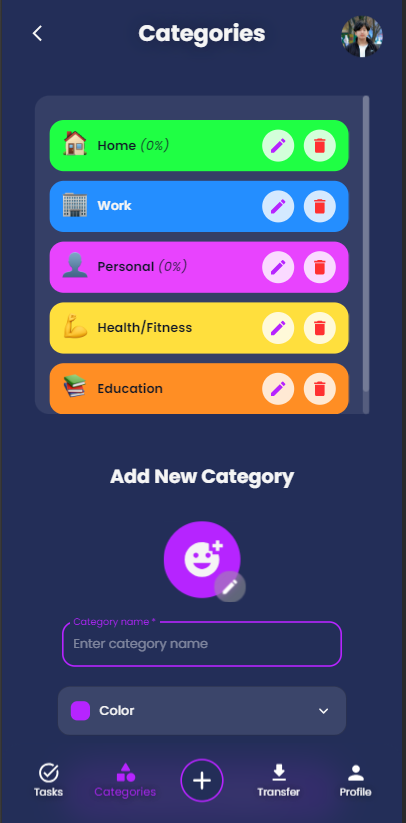 Categories
Home (0%)
Work
Personal (0%)
Health/Fitness
Education
Add New Category
Category name *
Enter category name
Color
Tasks
Categories
Transfer
Profile